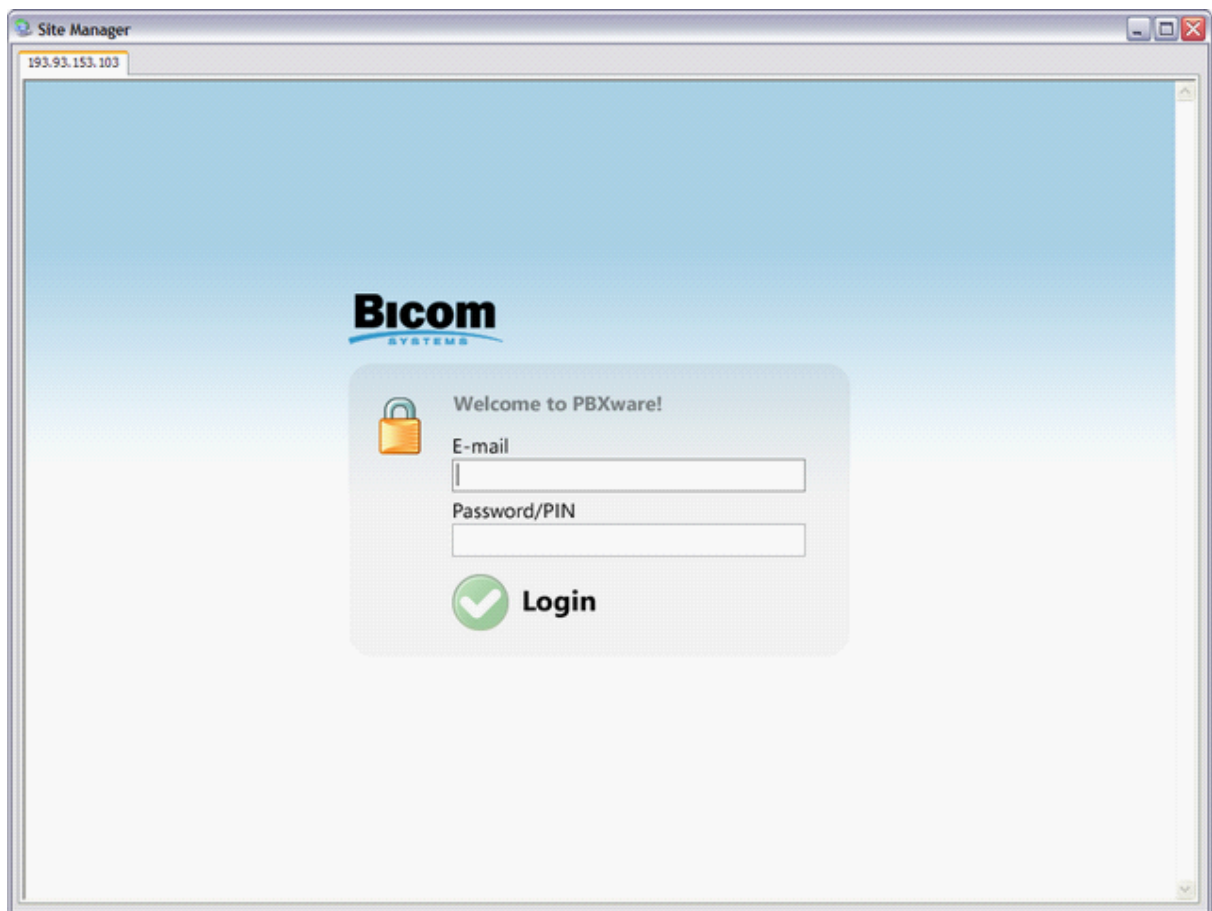 Site Manager
193.93.153.103
Bicom
SYSTEMS
Welcome to PBXware!
E-mail
Password/PIN
Login